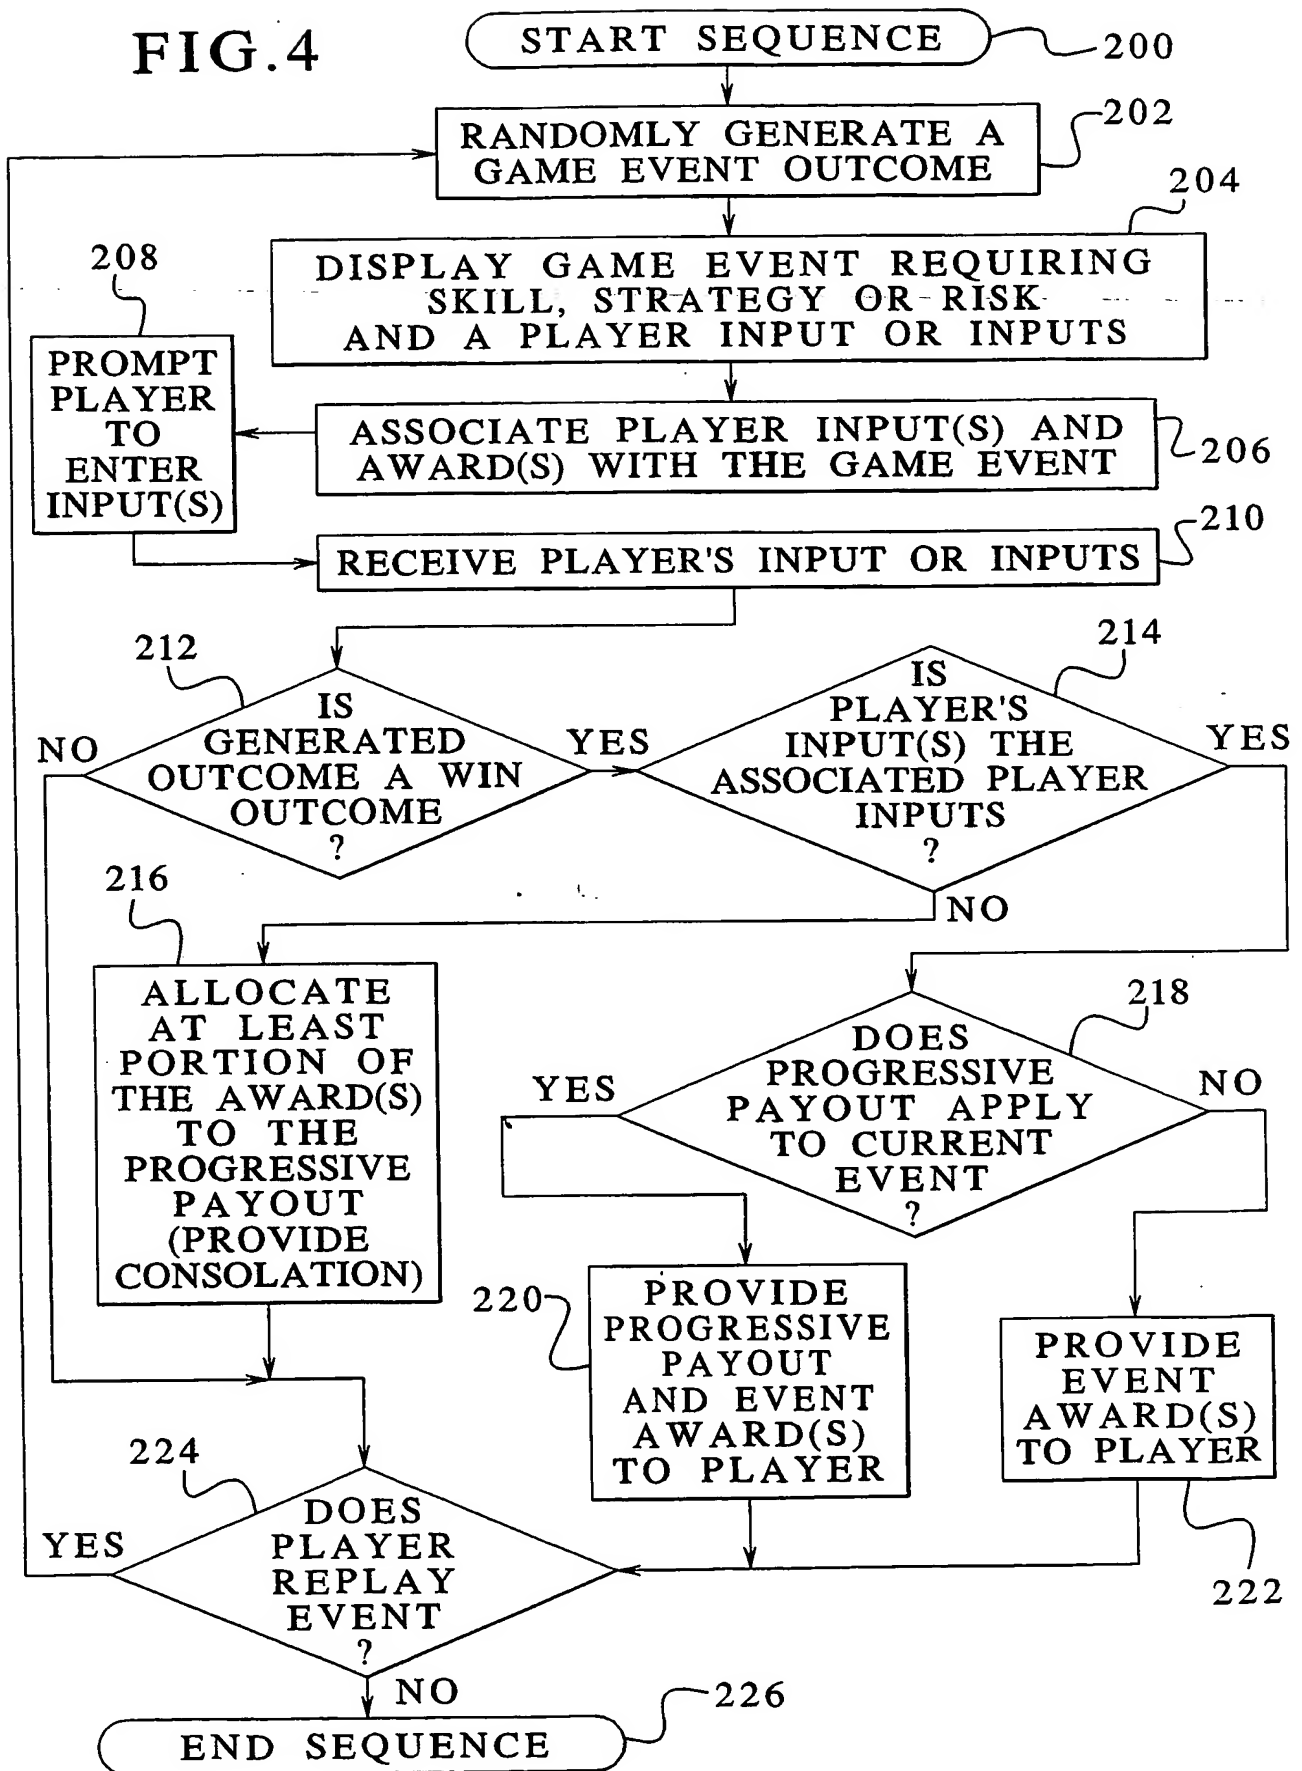 FIG.4
START SEQUENCE
200
RANDOMLY GENERATE A
GAME EVENT OUTCOME
202
204
DISPLAY GAME EVENT REQUIRING
SKILL, STRATEGY OR RISK
AND A PLAYER INPUT OR INPUTS
208
PROMPT
PLAYER
TO
ENTER
INPUT(S)
ASSOCIATE PLAYER INPUT(S) AND
AWARD(S) WITH THE GAME EVENT
206
RECEIVE PLAYER'S INPUT OR INPUTS
210
212
IS
GENERATED
OUTCOME A WIN
OUTCOME
?
NO
YES
214
IS
PLAYER'S
INPUT(S) THE
ASSOCIATED PLAYER
INPUTS
?
YES
NO
216
ALLOCATE
AT LEAST
PORTION OF
THE AWARD(S)
TO THE
PROGRESSIVE
PAYOUT
(PROVIDE
CONSOLATION)
218
DOES
PROGRESSIVE
PAYOUT APPLY
TO CURRENT
EVENT
?
YES
NO
220
PROVIDE
PROGRESSIVE
PAYOUT
AND EVENT
AWARD(S)
TO PLAYER
PROVIDE
EVENT
AWARD(S)
TO PLAYER
222
224
DOES
PLAYER
REPLAY
EVENT
?
YES
NO
END SEQUENCE
226